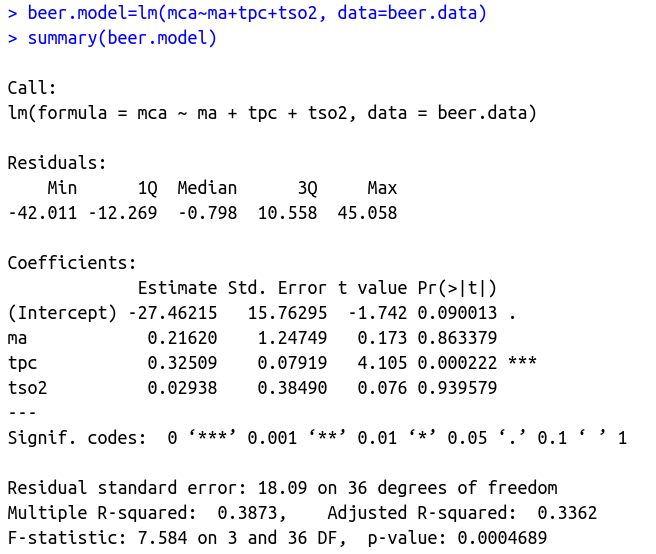 > beer.model=lm(mca~ma+tpc+tso2, data=beer.data)
> summary(beer.model)
Call:
lm(formula = mca ~ ma + tpc + tso2, data = beer.data)
Residuals:
    Min      1Q  Median      3Q     Max
-42.011 -12.269  -0.798  10.558  45.058
Coefficients:
             Estimate Std. Error t value Pr(>|t|)
(Intercept) -27.46215   15.76295  -1.742 0.090013 .
ma            0.21620    1.24749   0.173 0.863379
tpc           0.32509    0.07919   4.105 0.000222 ***
tso2          0.02938    0.38490   0.076 0.939579
---
Signif. codes:  0 ‘***’ 0.001 ‘**’ 0.01 ‘*’ 0.05 ‘.’ 0.1 ‘ ’ 1
Residual standard error: 18.09 on 36 degrees of freedom
Multiple R-squared:  0.3873,    Adjusted R-squared:  0.3362
F-statistic: 7.584 on 3 and 36 DF,  p-value: 0.0004689